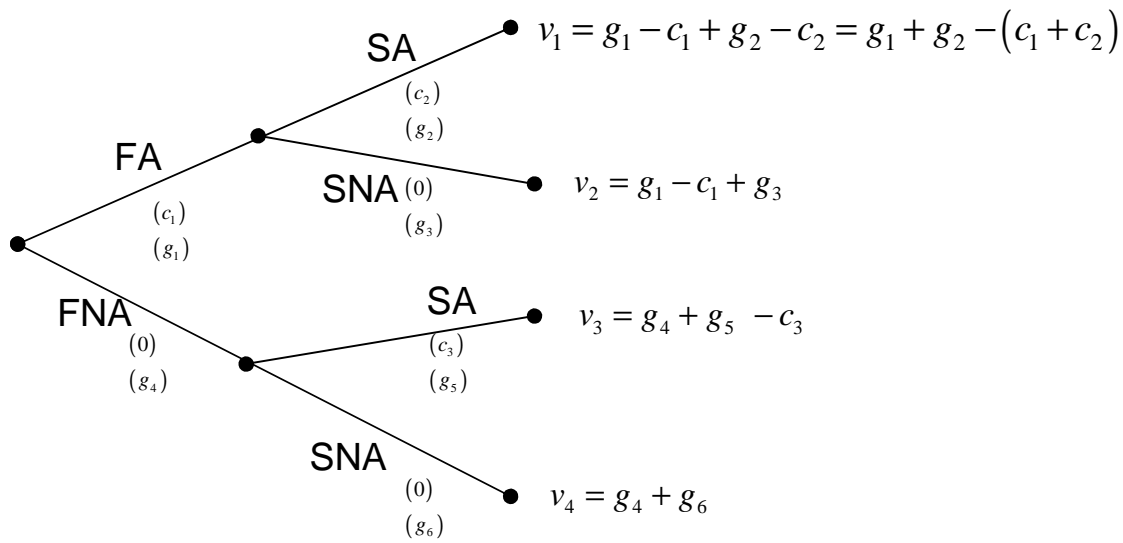 SA
v₁ = g₁ − c₁ + g₂ − c₂ = g₁ + g₂ − (c₁ + c₂)
(c₂)
(g₂)
FA
SNA (0)
v₂ = g₁ − c₁ + g₃
(g₃)
(c₁)
(g₁)
FNA
(0)
(g₄)
SA
v₃ = g₄ + g₅ − c₃
(c₃)
(g₅)
SNA
(0)
v₄ = g₄ + g₆
(g₆)